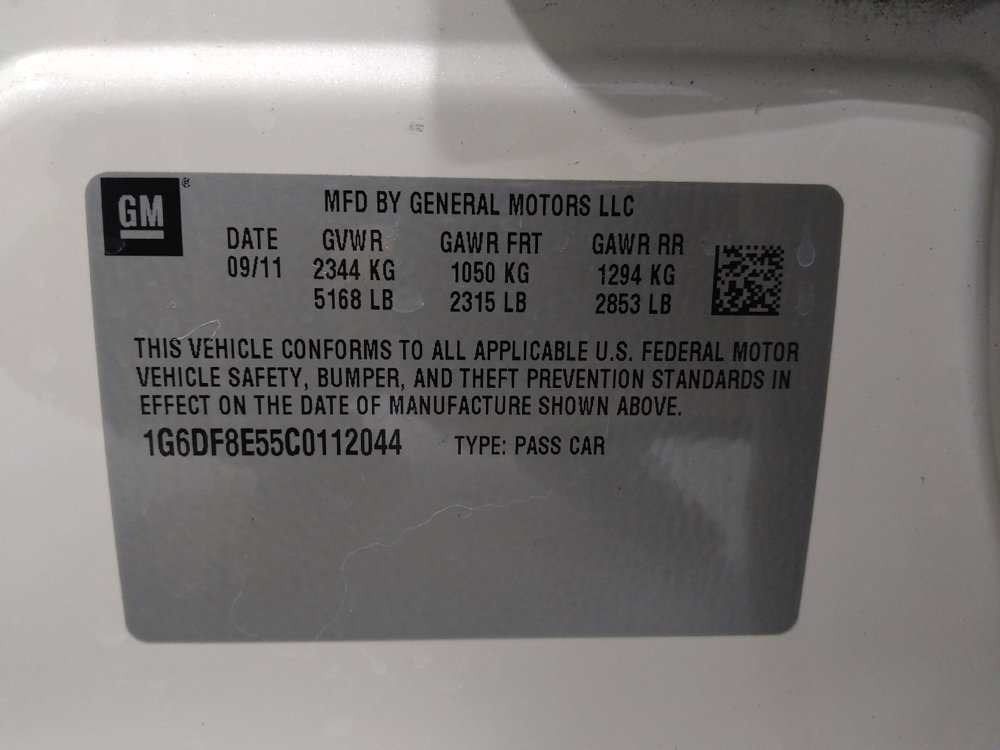 GM®
MFD BY GENERAL MOTORS LLC
DATE GVWR GAWR FRT GAWR RR
09/11 2344 KG 1050 KG 1294 KG
5168 LB 2315 LB 2853 LB
THIS VEHICLE CONFORMS TO ALL APPLICABLE U.S. FEDERAL MOTOR
VEHICLE SAFETY, BUMPER, AND THEFT PREVENTION STANDARDS IN
EFFECT ON THE DATE OF MANUFACTURE SHOWN ABOVE.
1G6DF8E55C0112044 TYPE: PASS CAR